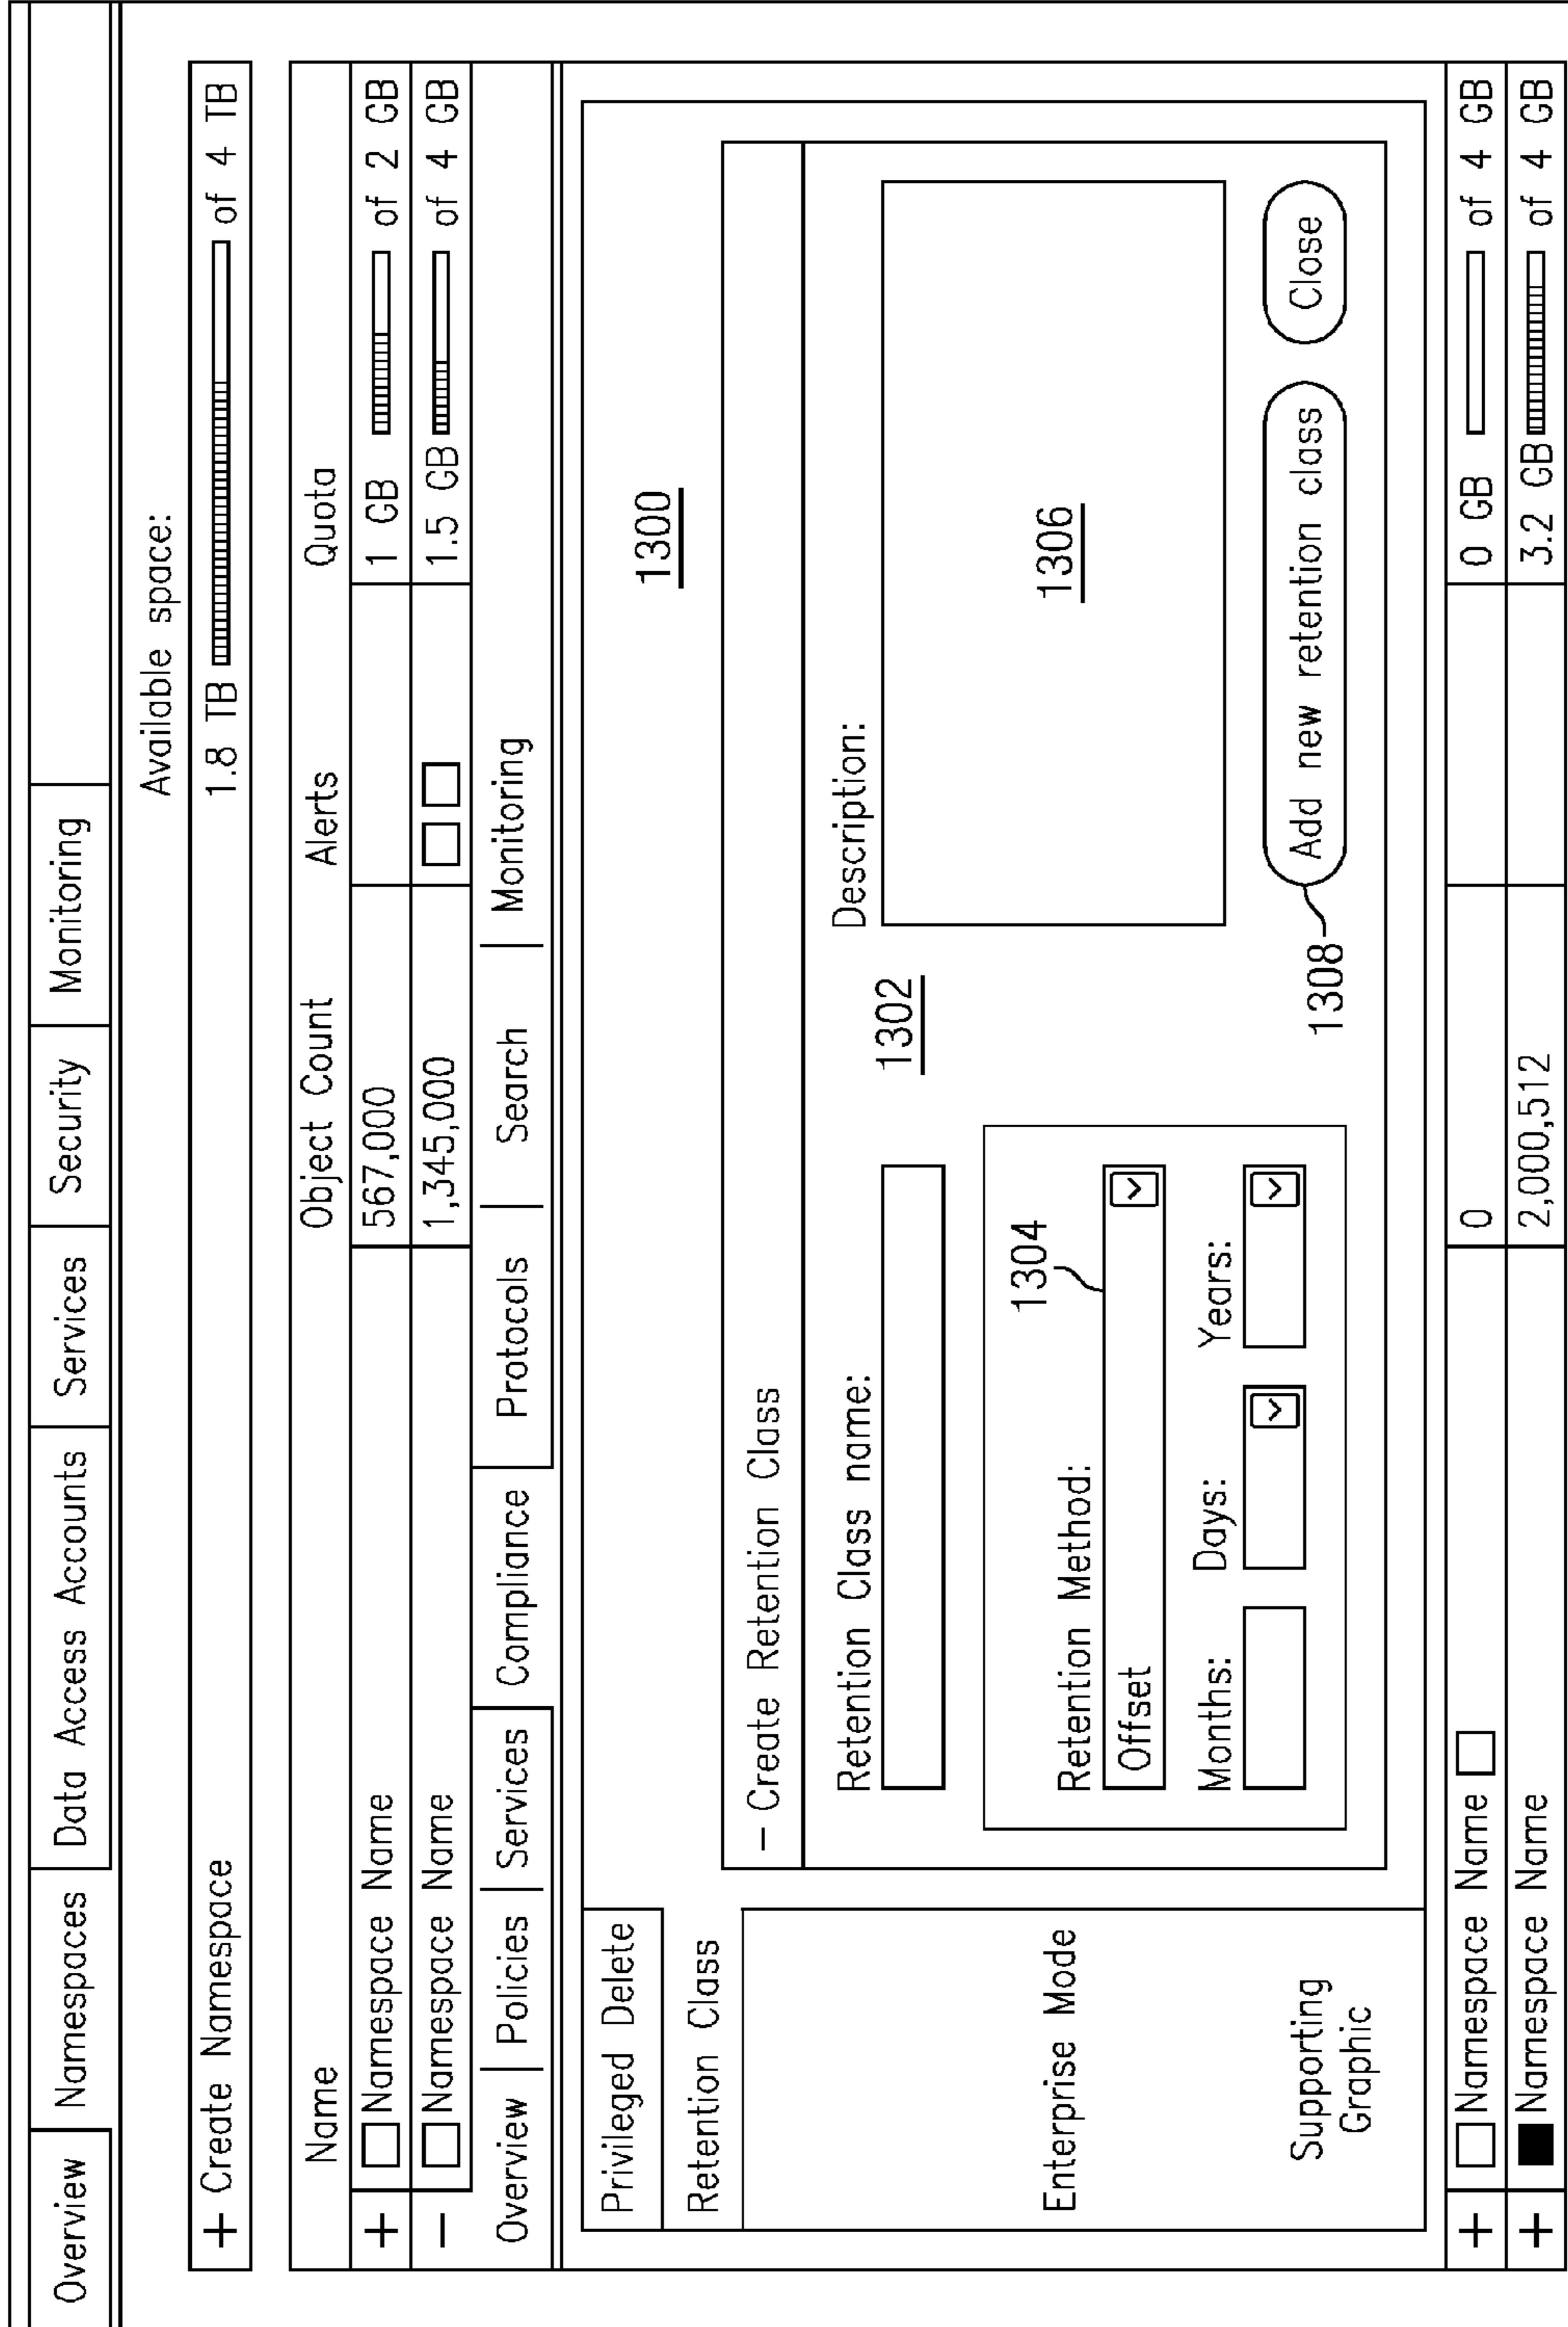 Overview Namespaces Data Access Accounts Services Security Monitoring
Available space:
+ Create Namespace 1.8 TB of 4 TB
Name Object Count Alerts Quota
+ Namespace Name 567,000 1 GB of 2 GB
– Namespace Name 1,345,000 1.5 GB of 4 GB
Overview Policies Services Compliance Protocols Search Monitoring
Privileged Delete
1300
Retention Class
– Create Retention Class
Retention Class name:
Description:
1302
1304
1306
Enterprise Mode
Retention Method:
Offset
Months: Days: Years:
Supporting
Graphic
1308
Add new retention class Close
+ Namespace Name 0 0 GB of 4 GB
+ Namespace Name 2,000,512 3.2 GB of 4 GB